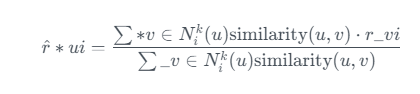 r̂ * ui = ∑ *v ∈ N_i^k(u)similarity(u, v) · r_vi / ∑ _v ∈ N_i^k(u)similarity(u, v)